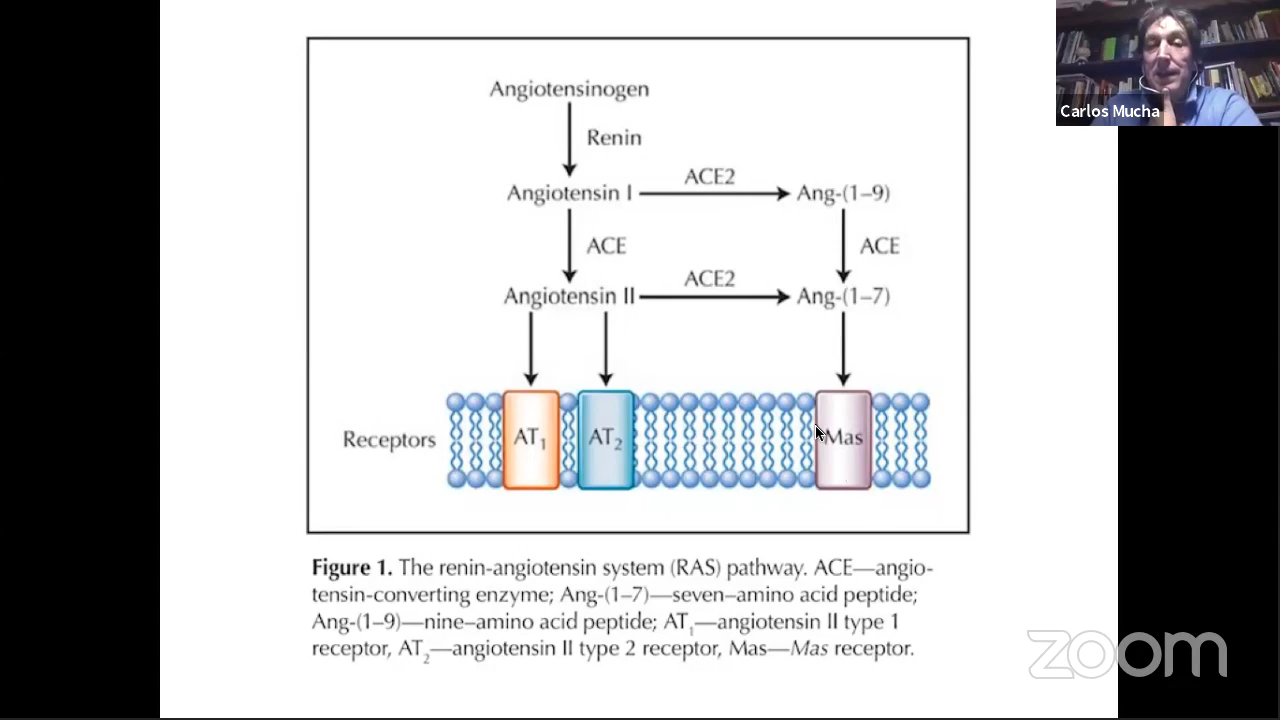 Carlos Mucha
Angiotensinogen
Renin
ACE2
Angiotensin I
Ang-(1–9)
ACE
ACE
ACE2
Angiotensin II
Ang-(1–7)
Receptors
AT1
AT2
Mas
Figure 1. The renin-angiotensin system (RAS) pathway. ACE—angio-
tensin-converting enzyme; Ang-(1–7)—seven–amino acid peptide;
Ang-(1–9)—nine–amino acid peptide; AT1—angiotensin II type 1
receptor, AT2—angiotensin II type 2 receptor, Mas—Mas receptor.
zoom